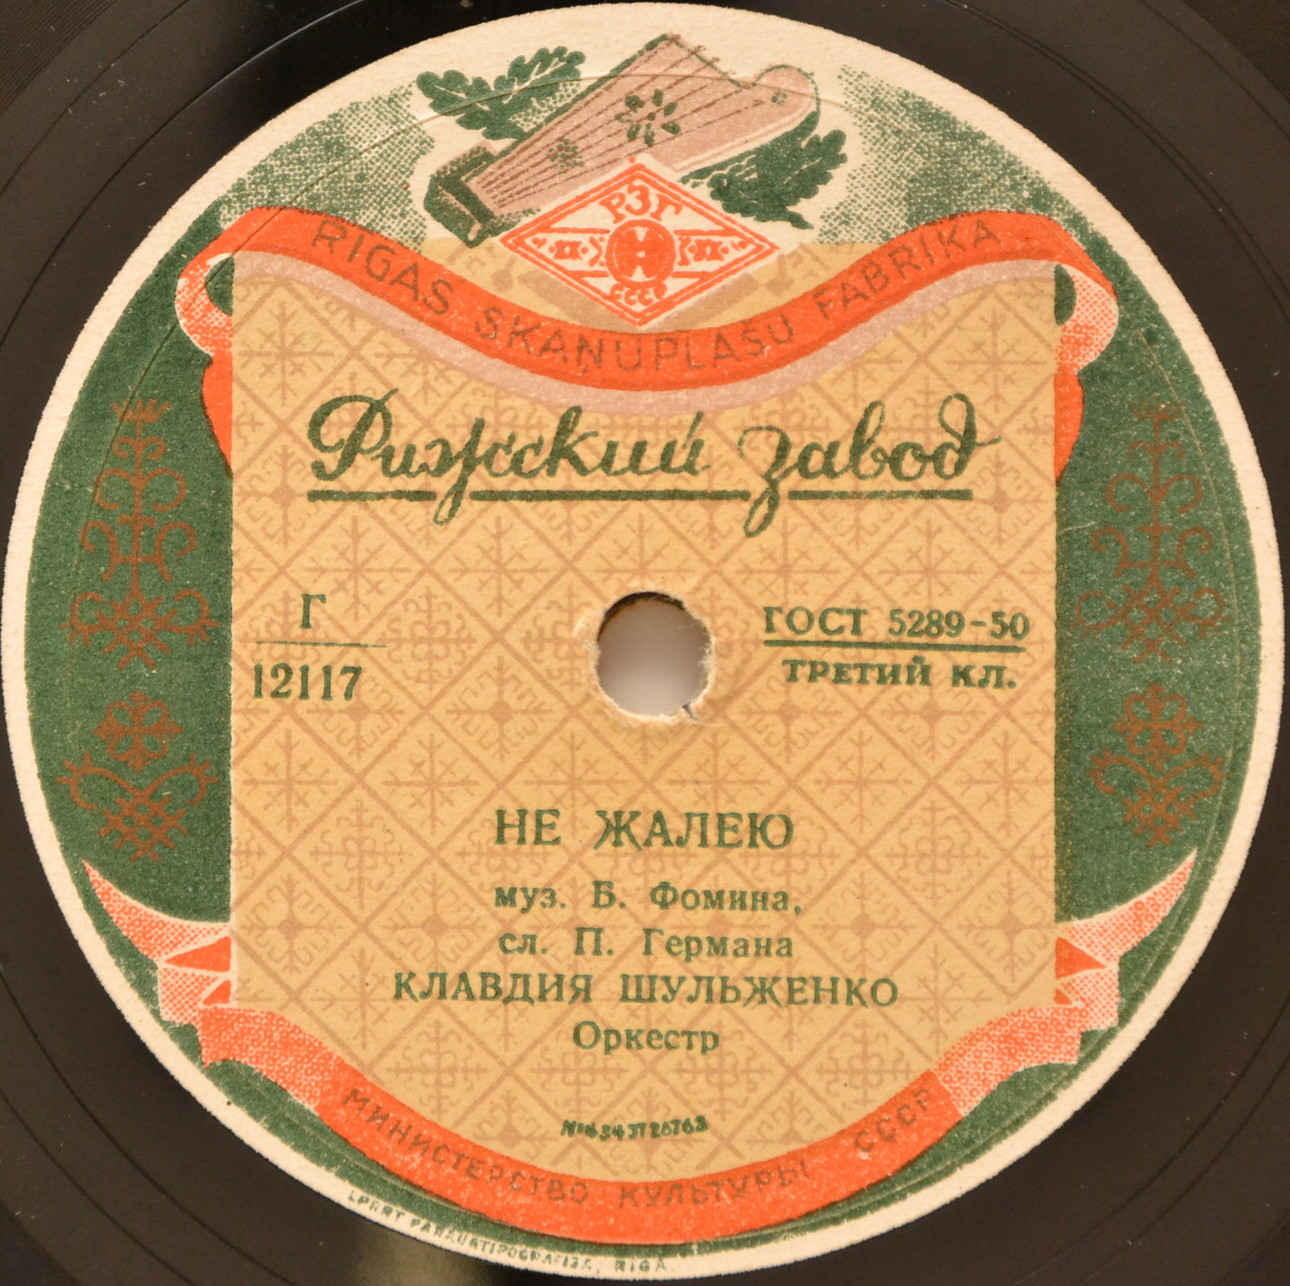 РЗГ
СССР
RIGAS SKAŅUPLAŠU FABRIKA
Рижский завод
Г
12117
ГОСТ 5289-50
ТРЕТИЙ КЛ.
НЕ ЖАЛЕЮ
муз. Б. Фомина,
сл. П. Германа
КЛАВДИЯ ШУЛЬЖЕНКО
Оркестр
МИНИСТЕРСТВО КУЛЬТУРЫ СССР
RIGA.